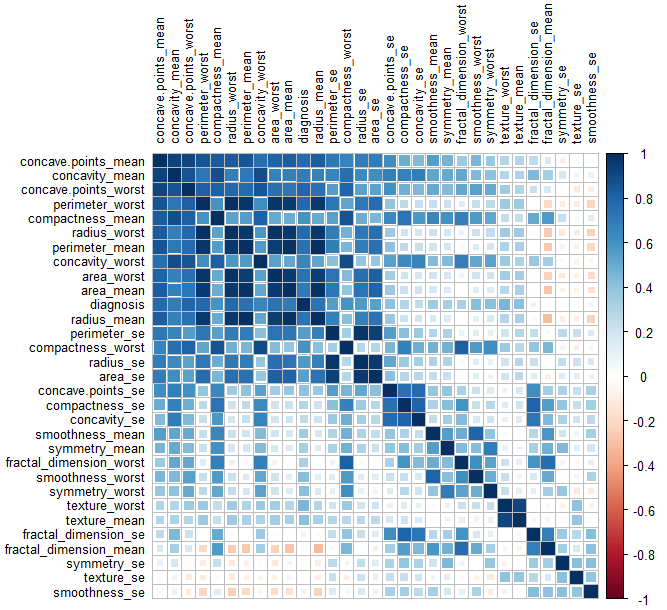 concave.points_mean
concavity_mean
concave.points_worst
perimeter_worst
compactness_mean
radius_worst
perimeter_mean
concavity_worst
area_worst
area_mean
diagnosis
radius_mean
perimeter_se
compactness_worst
radius_se
area_se
concave.points_se
compactness_se
concavity_se
smoothness_mean
symmetry_mean
fractal_dimension_worst
smoothness_worst
symmetry_worst
texture_worst
texture_mean
fractal_dimension_se
fractal_dimension_mean
symmetry_se
texture_se
smoothness_se
concave.points_mean
concavity_mean
concave.points_worst
perimeter_worst
compactness_mean
radius_worst
perimeter_mean
concavity_worst
area_worst
area_mean
diagnosis
radius_mean
perimeter_se
compactness_worst
radius_se
area_se
concave.points_se
compactness_se
concavity_se
smoothness_mean
symmetry_mean
fractal_dimension_worst
smoothness_worst
symmetry_worst
texture_worst
texture_mean
fractal_dimension_se
fractal_dimension_mean
symmetry_se
texture_se
smoothness_se
1
0.8
0.6
0.4
0.2
0
-0.2
-0.4
-0.6
-0.8
-1